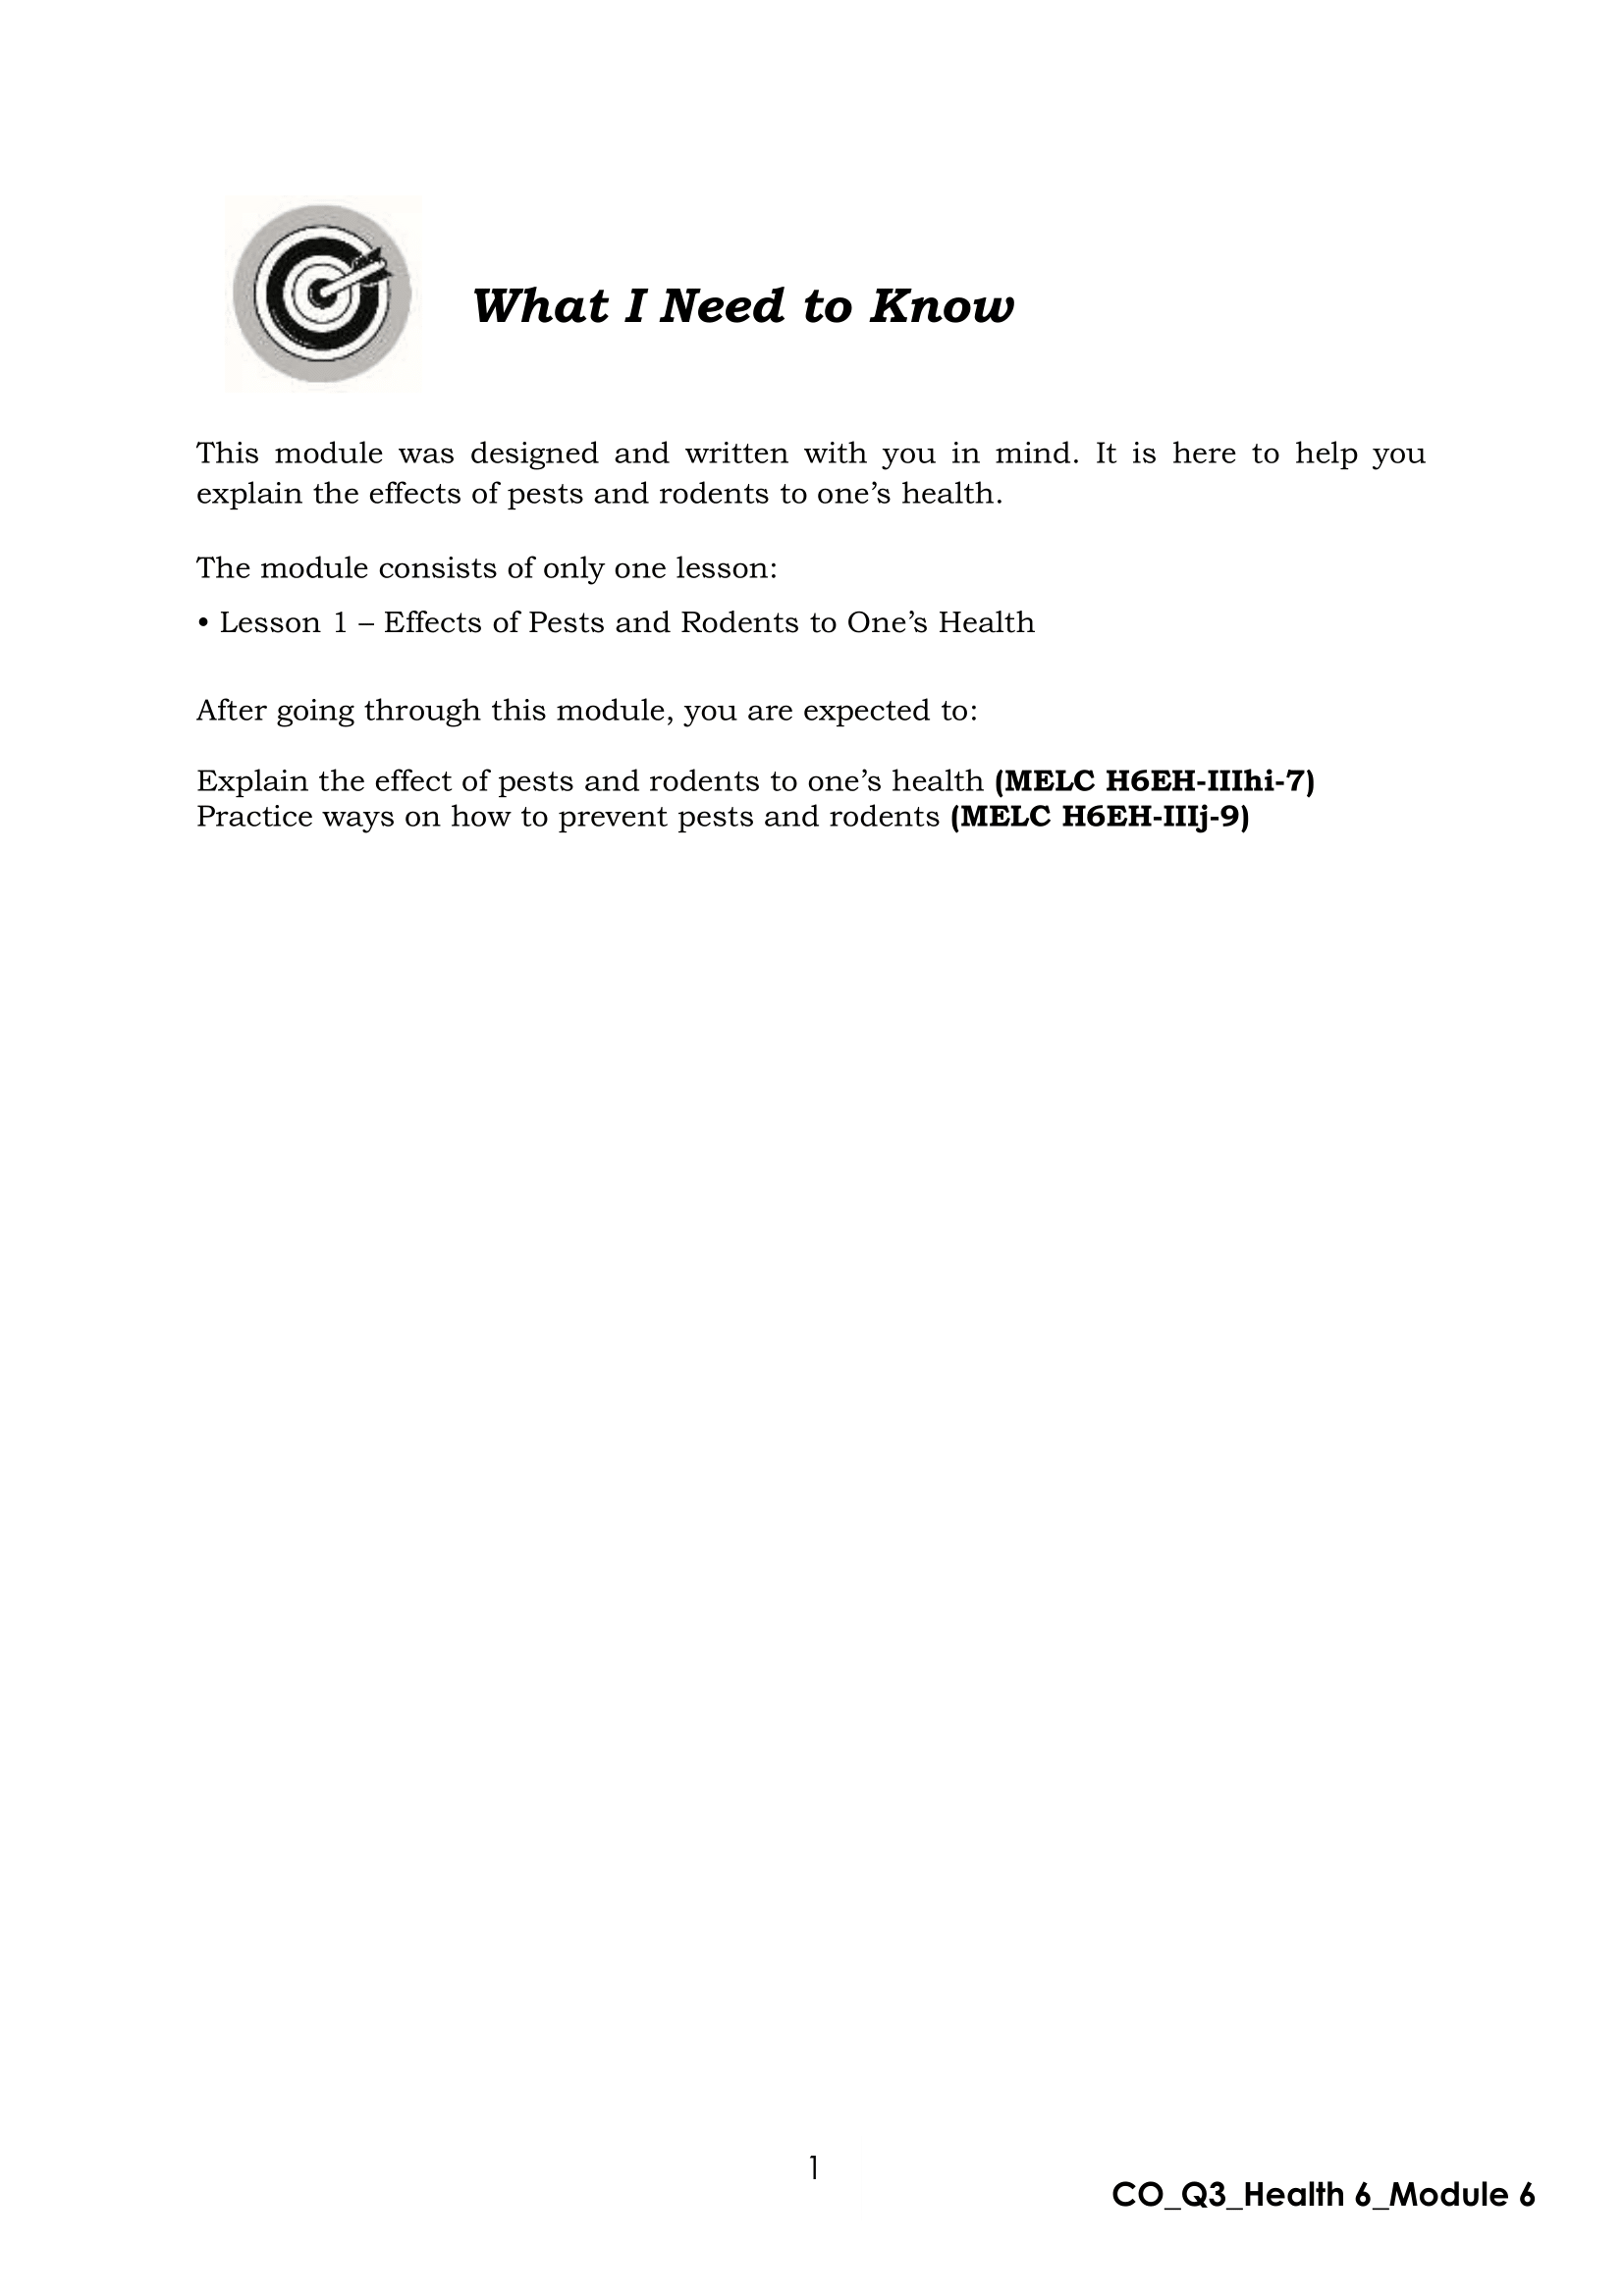 What I Need to Know
This module was designed and written with you in mind. It is here to help you
explain the effects of pests and rodents to one’s health.
The module consists of only one lesson:
• Lesson 1 – Effects of Pests and Rodents to One’s Health
After going through this module, you are expected to:
Explain the effect of pests and rodents to one’s health (MELC H6EH-IIIhi-7)
Practice ways on how to prevent pests and rodents (MELC H6EH-IIIj-9)
1
CO_Q3_Health 6_Module 6